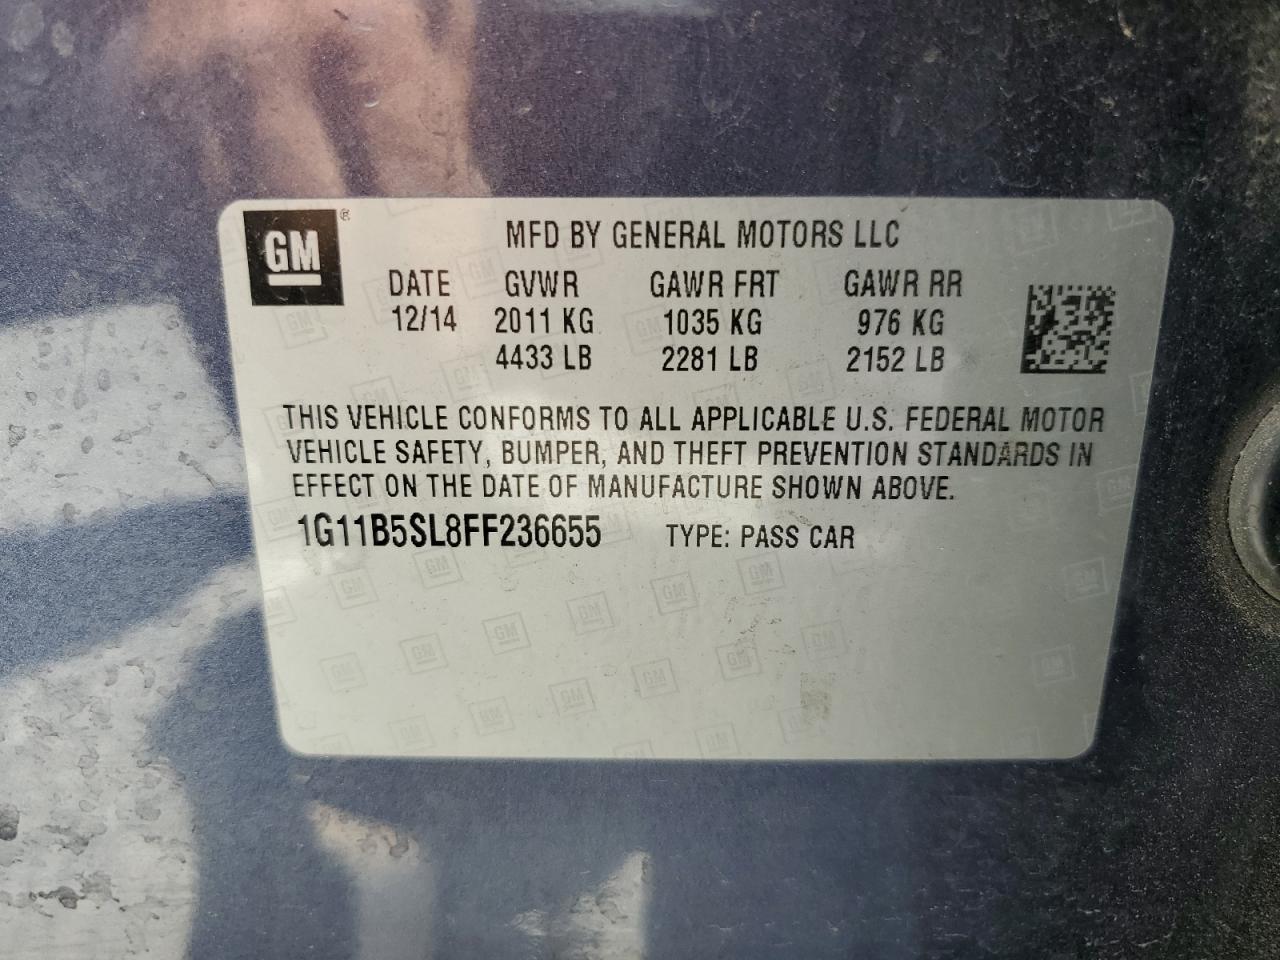 GM ®
MFD BY GENERAL MOTORS LLC
DATE GVWR GAWR FRT GAWR RR
12/14 2011 KG 1035 KG 976 KG
4433 LB 2281 LB 2152 LB
THIS VEHICLE CONFORMS TO ALL APPLICABLE U.S. FEDERAL MOTOR
VEHICLE SAFETY, BUMPER, AND THEFT PREVENTION STANDARDS IN
EFFECT ON THE DATE OF MANUFACTURE SHOWN ABOVE.
1G11B5SL8FF236655 TYPE: PASS CAR